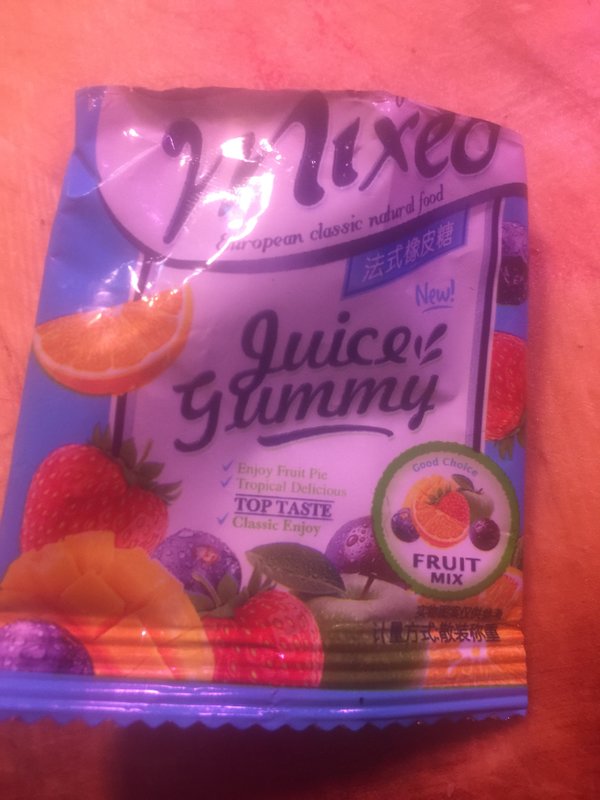 Mixed
European classic natural food
法式橡皮糖
New!
Juice
Gummy
Enjoy Fruit Pie
Tropical Delicious
TOP TASTE
Classic Enjoy
Good Choice
FRUIT
MIX
计量方式:散装称重